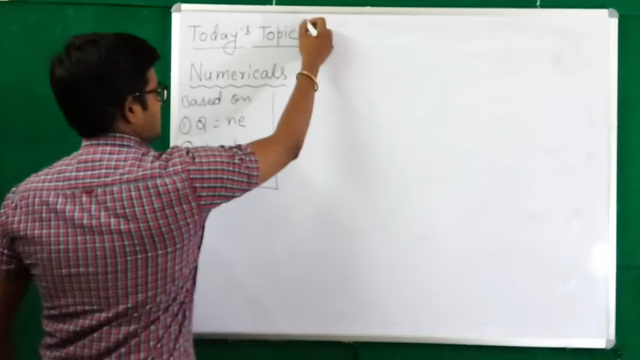 Today's Topic
Numericals
based on
① Q = ne